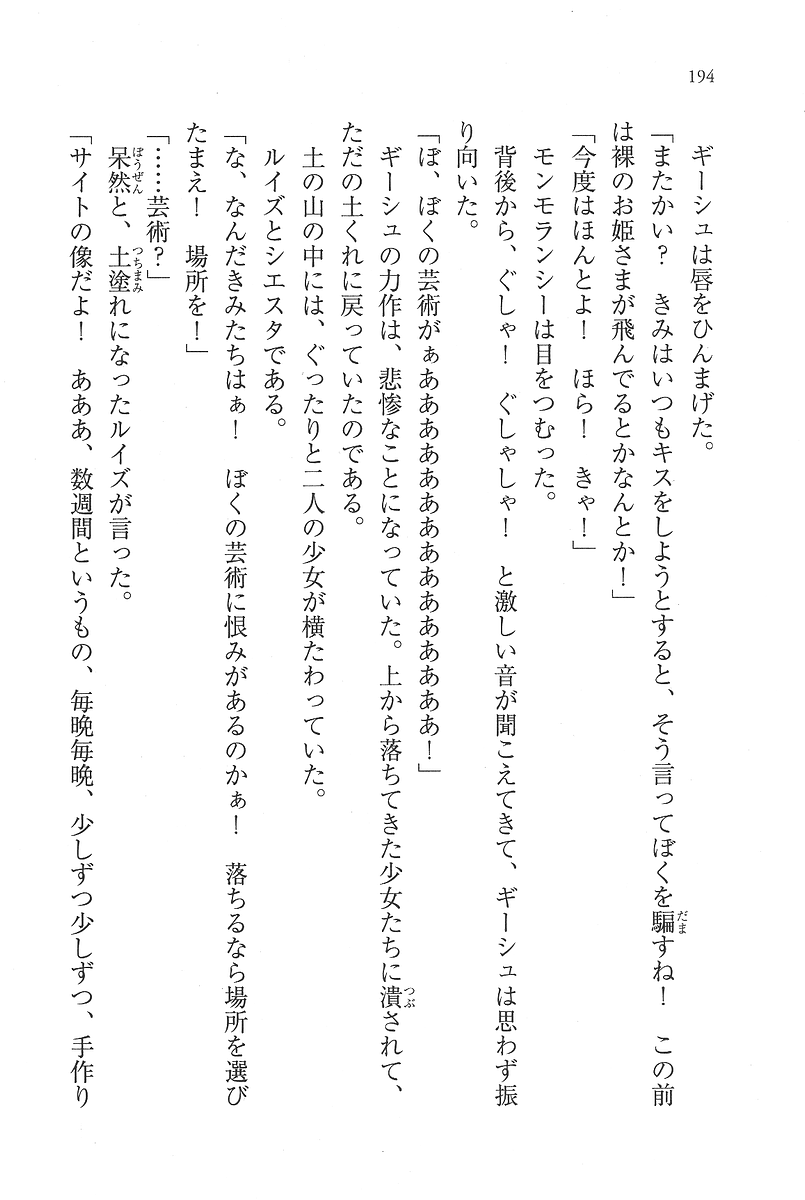 194
ギーシュは唇をひんまげた。
「またかい？　きみはいつもキスをしようとすると、そう言ってぼくを騙すね！　この前
は裸のお姫さまが飛んでるとかなんとか！」
「今度はほんとよ！　ほら！　きゃ！」
モンモランシーは目をつむった。
背後から、ぐしゃ！　ぐしゃしゃ！　と激しい音が聞こえてきて、ギーシュは思わず振
り向いた。
「ぼ、ぼくの芸術がぁあああああああああああああああ！」
ギーシュの力作は、悲惨なことになっていた。上から落ちてきた少女たちに潰されて、
ただの土くれに戻っていたのである。
土の山の中には、ぐったりと二人の少女が横たわっていた。
ルイズとシエスタである。
「な、なんだきみたちはぁ！　ぼくの芸術に恨みがあるのかぁ！　落ちるなら場所を選び
たまえ！　場所を！」
「……芸術？」
呆然と、土塗れになったルイズが言った。
「サイトの像だよ！　あああ、数週間というもの、毎晩毎晩、少しずつ少しずつ、手作り